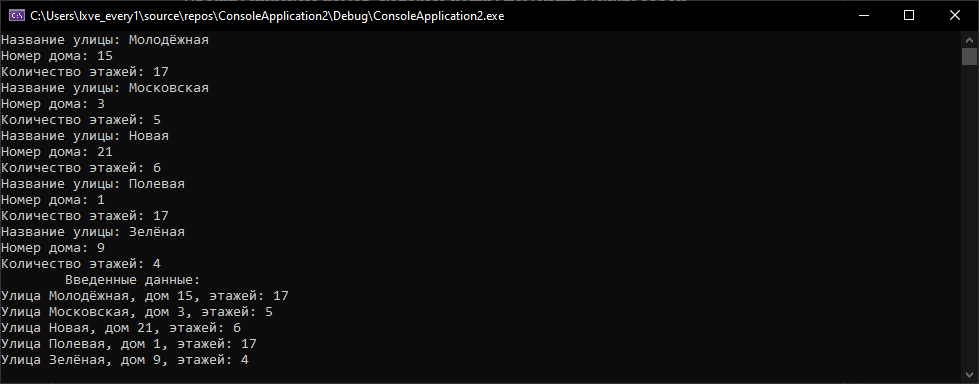 C:\Users\lxve_every1\source\repos\ConsoleApplication2\Debug\ConsoleApplication2.exe
Название улицы: Молодёжная
Номер дома: 15
Количество этажей: 17
Название улицы: Московская
Номер дома: 3
Количество этажей: 5
Название улицы: Новая
Номер дома: 21
Количество этажей: 6
Название улицы: Полевая
Номер дома: 1
Количество этажей: 17
Название улицы: Зелёная
Номер дома: 9
Количество этажей: 4
Введенные данные:
Улица Молодёжная, дом 15, этажей: 17
Улица Московская, дом 3, этажей: 5
Улица Новая, дом 21, этажей: 6
Улица Полевая, дом 1, этажей: 17
Улица Зелёная, дом 9, этажей: 4